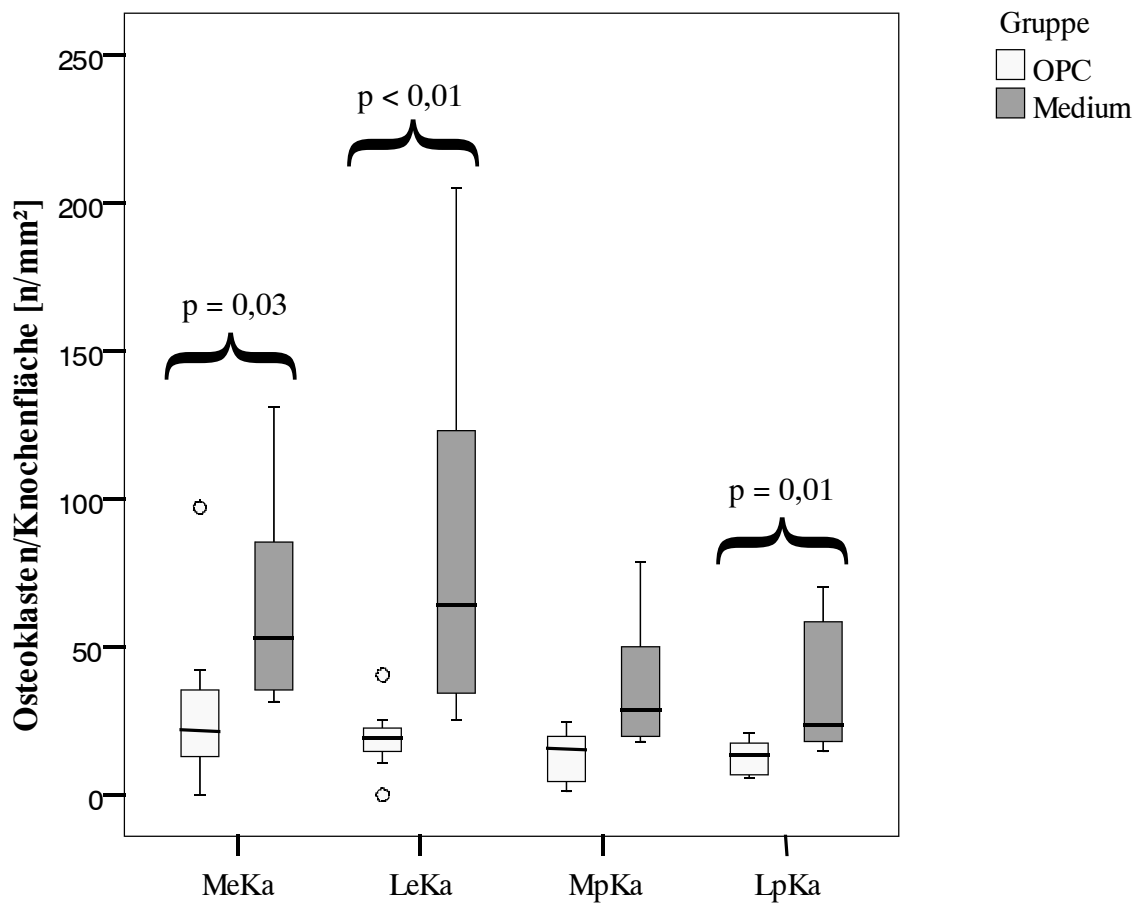 Gruppe
OPC
Medium
Osteoklasten/Knochenfläche [n/mm²]
250
200
150
100
50
0
p < 0,01
p = 0,03
p = 0,01
MeKa
LeKa
MpKa
LpKa